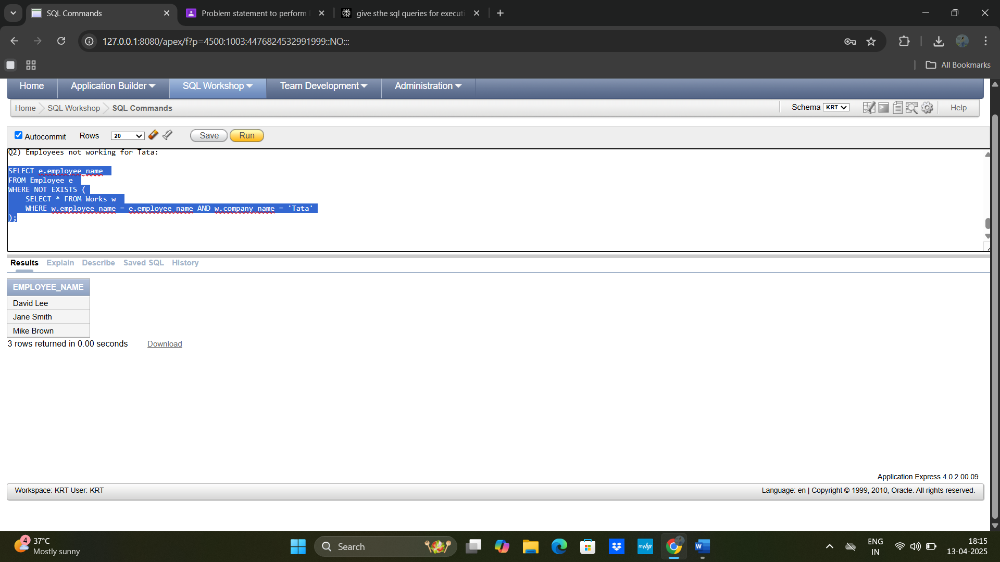 SQL Commands
Problem statement to perform
give sthe sql queries for executi
127.0.0.1:8080/apex/f?p=4500:1003:4476824532991999::NO:::
All Bookmarks
Home
Application Builder
SQL Workshop
Team Development
Administration
Home
SQL Workshop
SQL Commands
Schema
KRT
Help
Autocommit
Rows
20
Save
Run
Q2) Employees not working for Tata:
SELECT e.employee_name
FROM Employee e
WHERE NOT EXISTS (
SELECT * FROM Works w
WHERE w.employee_name = e.employee_name AND w.company_name = 'Tata'
);
Results
Explain
Describe
Saved SQL
History
EMPLOYEE_NAME
David Lee
Jane Smith
Mike Brown
3 rows returned in 0.00 seconds
Download
Application Express 4.0.2.00.09
Workspace: KRT User: KRT
Language: en | Copyright © 1999, 2010, Oracle. All rights reserved.
4
37°C
Mostly sunny
Search
myhp
W
ENG
IN
18:15
13-04-2025